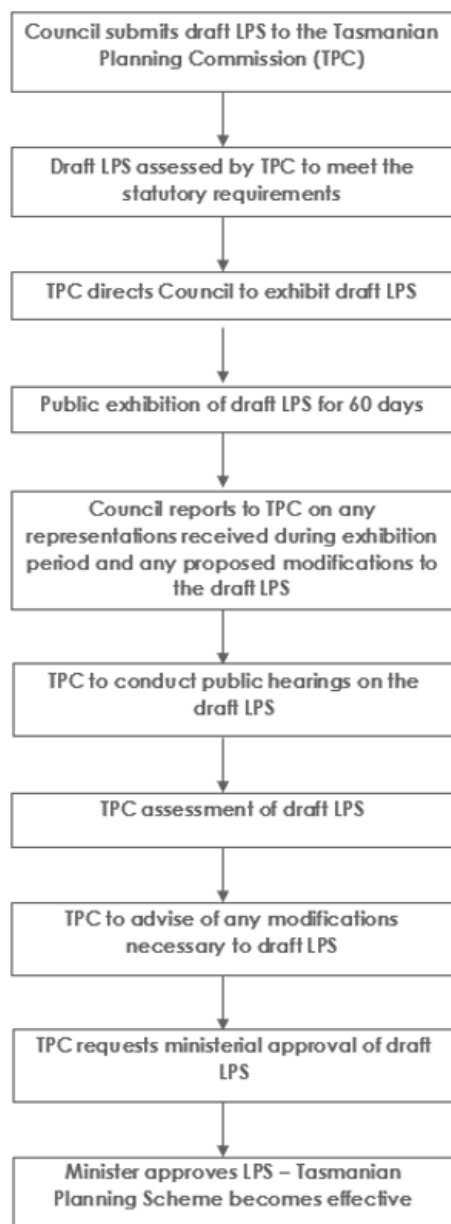 Council submits draft LPS to the Tasmanian
Planning Commission (TPC)
Draft LPS assessed by TPC to meet the
statutory requirements
TPC directs Council to exhibit draft LPS
Public exhibition of draft LPS for 60 days
Council reports to TPC on any
representations received during exhibition
period and any proposed modifications to
the draft LPS
TPC to conduct public hearings on the
draft LPS
TPC assessment of draft LPS
TPC to advise of any modifications
necessary to draft LPS
TPC requests ministerial approval of draft
LPS
Minister approves LPS – Tasmanian
Planning Scheme becomes effective